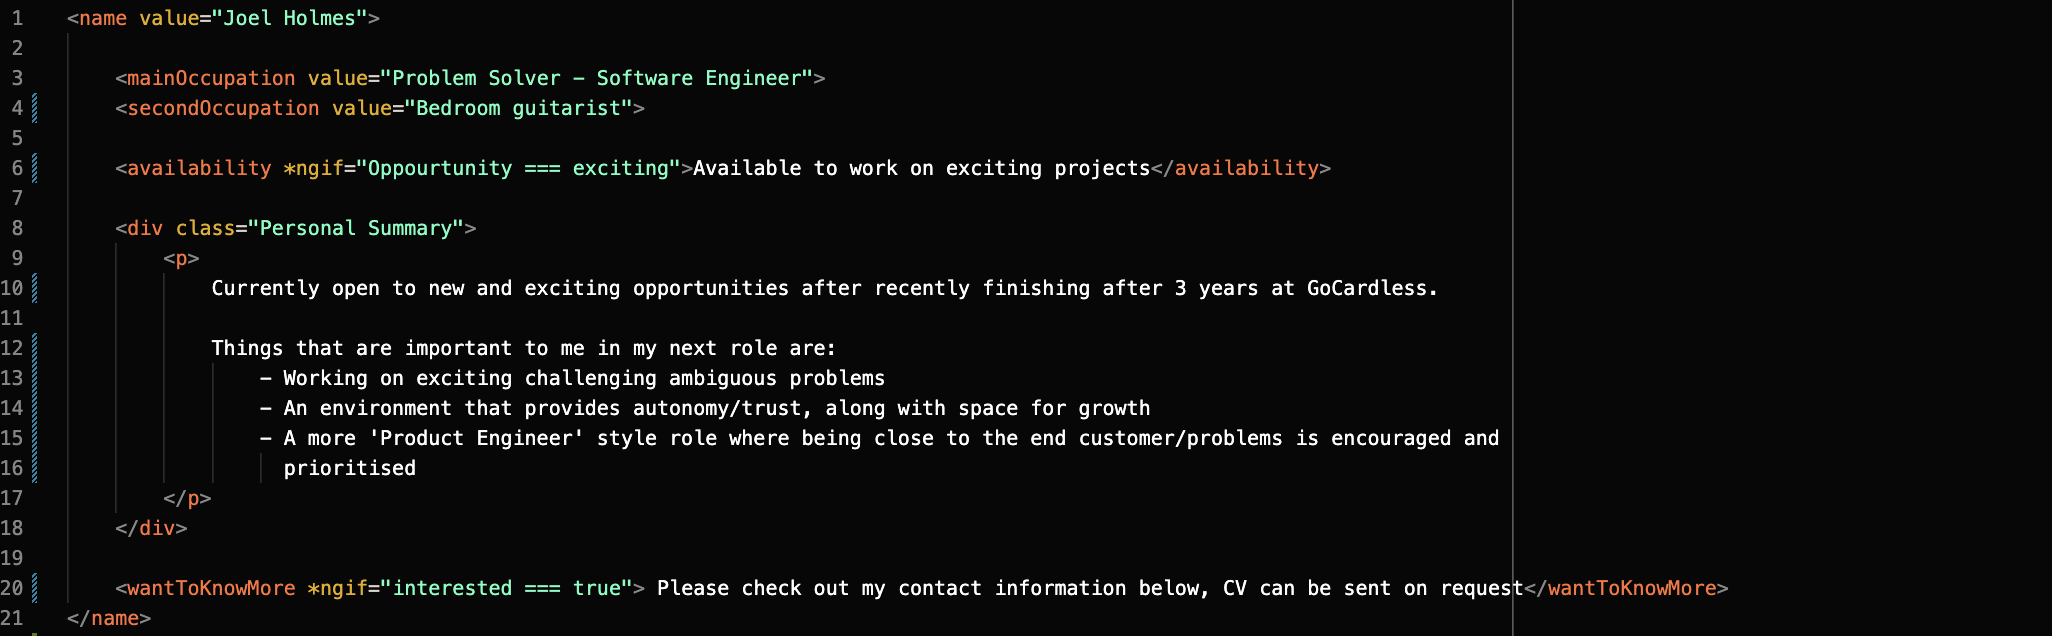 1 <name value="Joel Holmes">
2
3 <mainOccupation value="Problem Solver – Software Engineer">
4 <secondOccupation value="Bedroom guitarist">
5
6 <availability *ngif="Oppourtunity === exciting">Available to work on exciting projects</availability>
7
8 <div class="Personal Summary">
9 <p>
10 Currently open to new and exciting opportunities after recently finishing after 3 years at GoCardless.
11
12 Things that are important to me in my next role are:
13 – Working on exciting challenging ambiguous problems
14 – An environment that provides autonomy/trust, along with space for growth
15 – A more 'Product Engineer' style role where being close to the end customer/problems is encouraged and
16 prioritised
17 </p>
18 </div>
19
20 <wantToKnowMore *ngif="interested === true"> Please check out my contact information below, CV can be sent on request</wantToKnowMore>
21 </name>